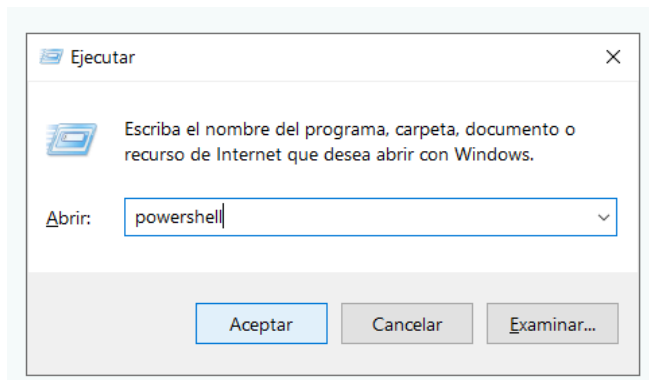 Ejecutar
Escriba el nombre del programa, carpeta, documento o
recurso de Internet que desea abrir con Windows.
Abrir: powershell
Aceptar Cancelar Examinar...